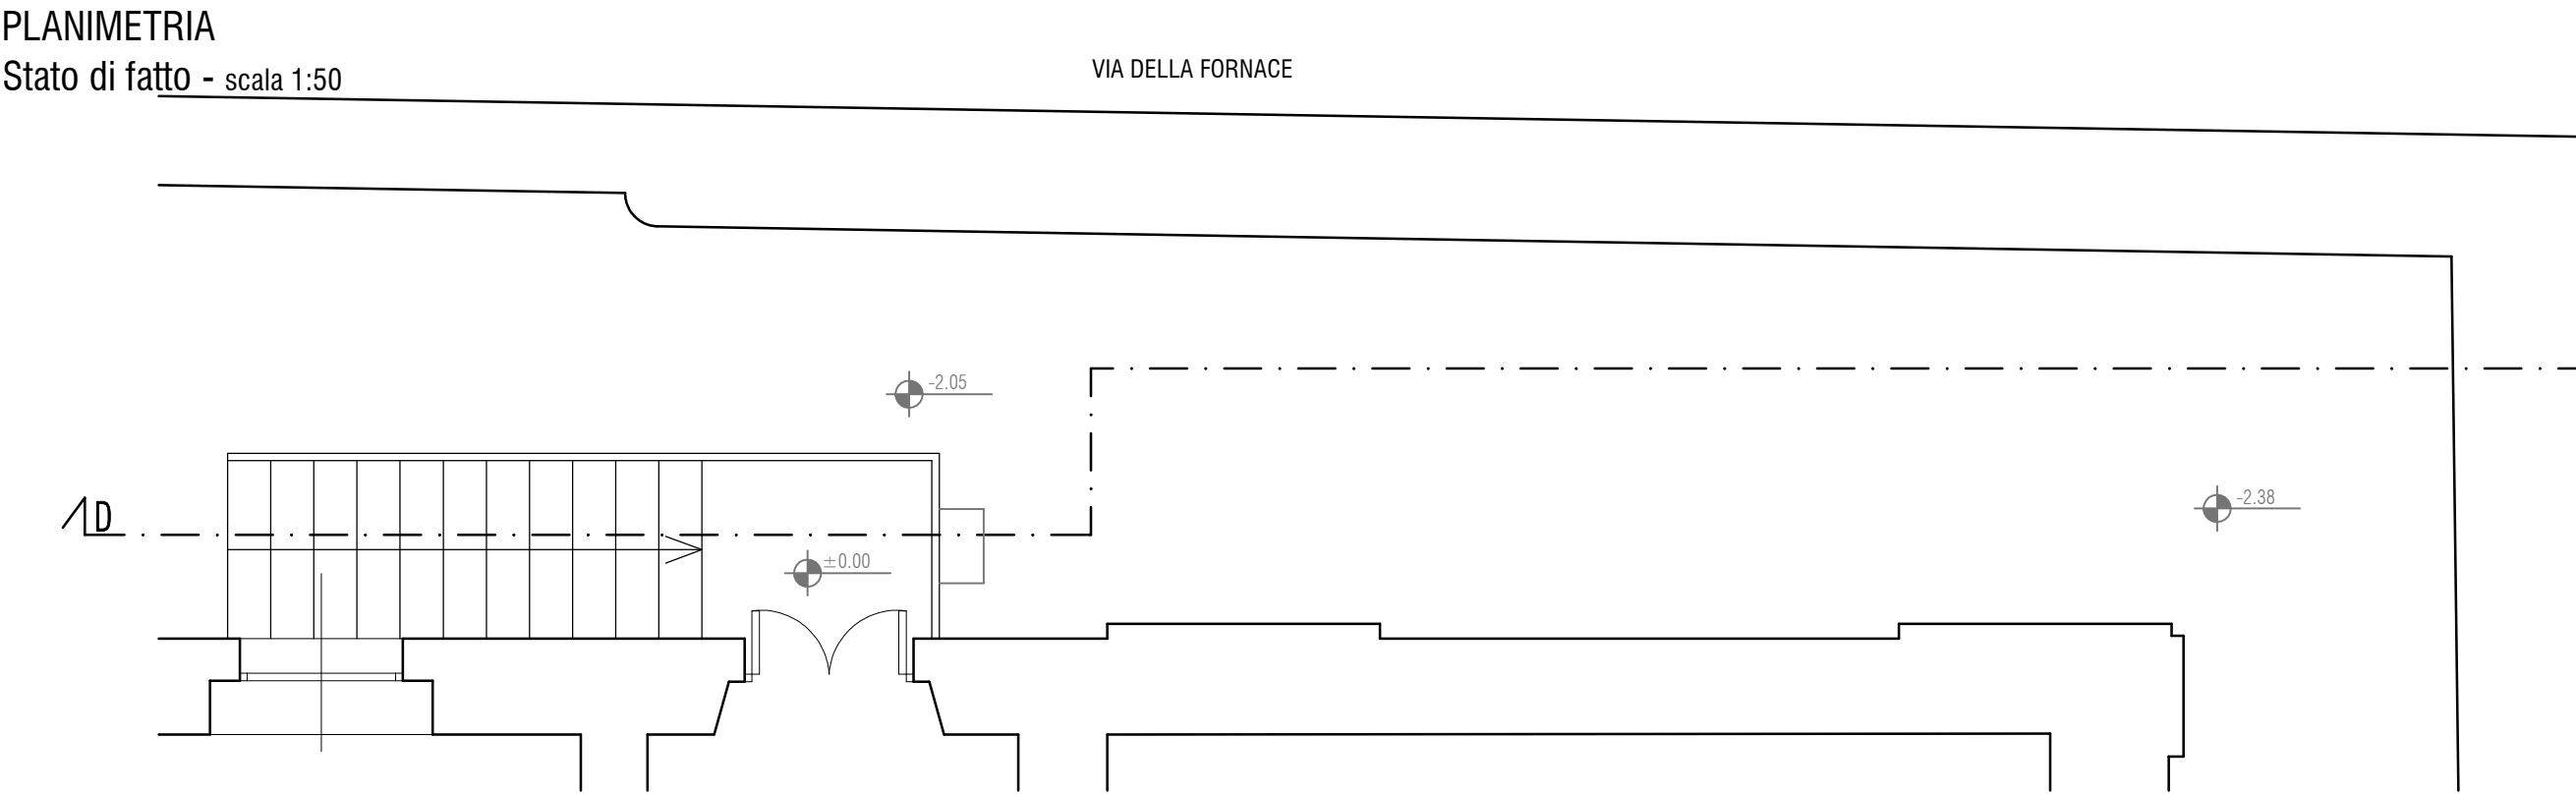 PLANIMETRIA
Stato di fatto - scala 1:50
VIA DELLA FORNACE
-2.05
-2.38
D
±0.00